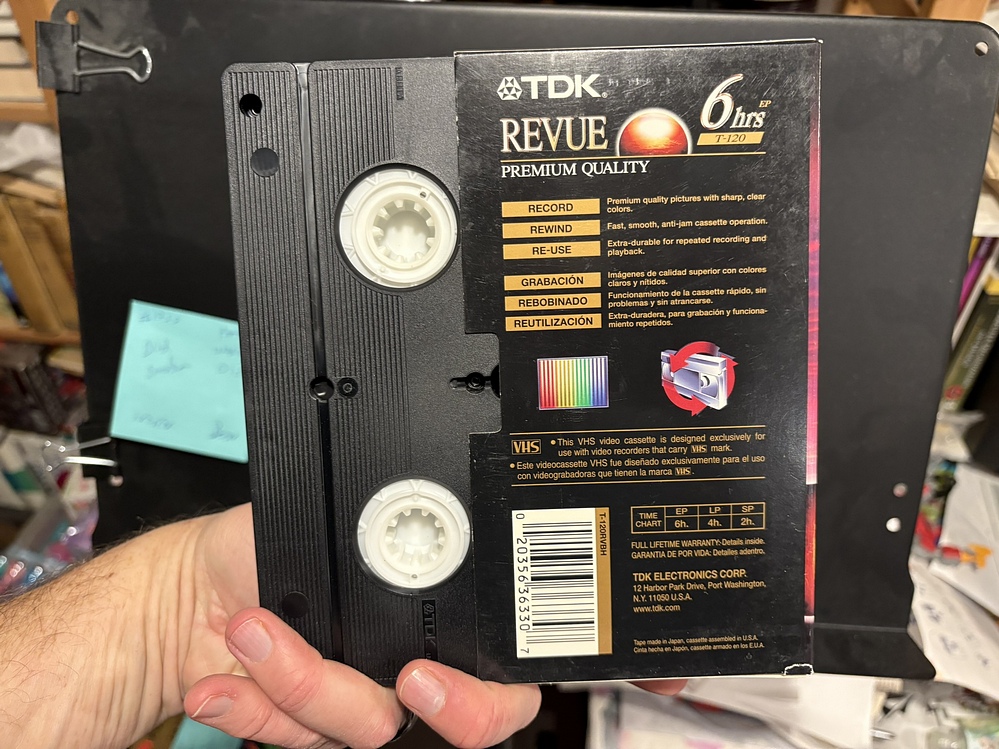 TDK®
6hrs
EP
T-120
REVUE
PREMIUM QUALITY
RECORD
Premium quality pictures with sharp, clear
colors.
REWIND
Fast, smooth, anti-jam cassette operation.
RE-USE
Extra-durable for repeated recording and
playback.
GRABACIÓN
Imágenes de calidad superior con colores
claros y nítidos.
REBOBINADO
Funcionamiento de la cassette rápido, sin
problemas y sin atrancarse.
REUTILIZACIÓN
Extra-duradera, para grabación y funciona-
miento repetidos.
VHS
• This VHS video cassette is designed exclusively for
use with video recorders that carry VHS mark.
• Este videocassette VHS fue diseñado exclusivamente para el uso
con videograbadoras que tienen la marca VHS.
0 20356 36330 7
T-120RVBH
TIME CHART EP LP SP
6h. 4h. 2h.
FULL LIFETIME WARRANTY: Details inside.
GARANTIA DE POR VIDA: Detalles adentro.
TDK ELECTRONICS CORP.
12 Harbor Park Drive, Port Washington,
N.Y. 11050 U.S.A.
www.tdk.com
Tape made in Japan, cassette assembled in U.S.A.
Cinta hecha en Japón, cassette armado en los E.U.A.
TDK